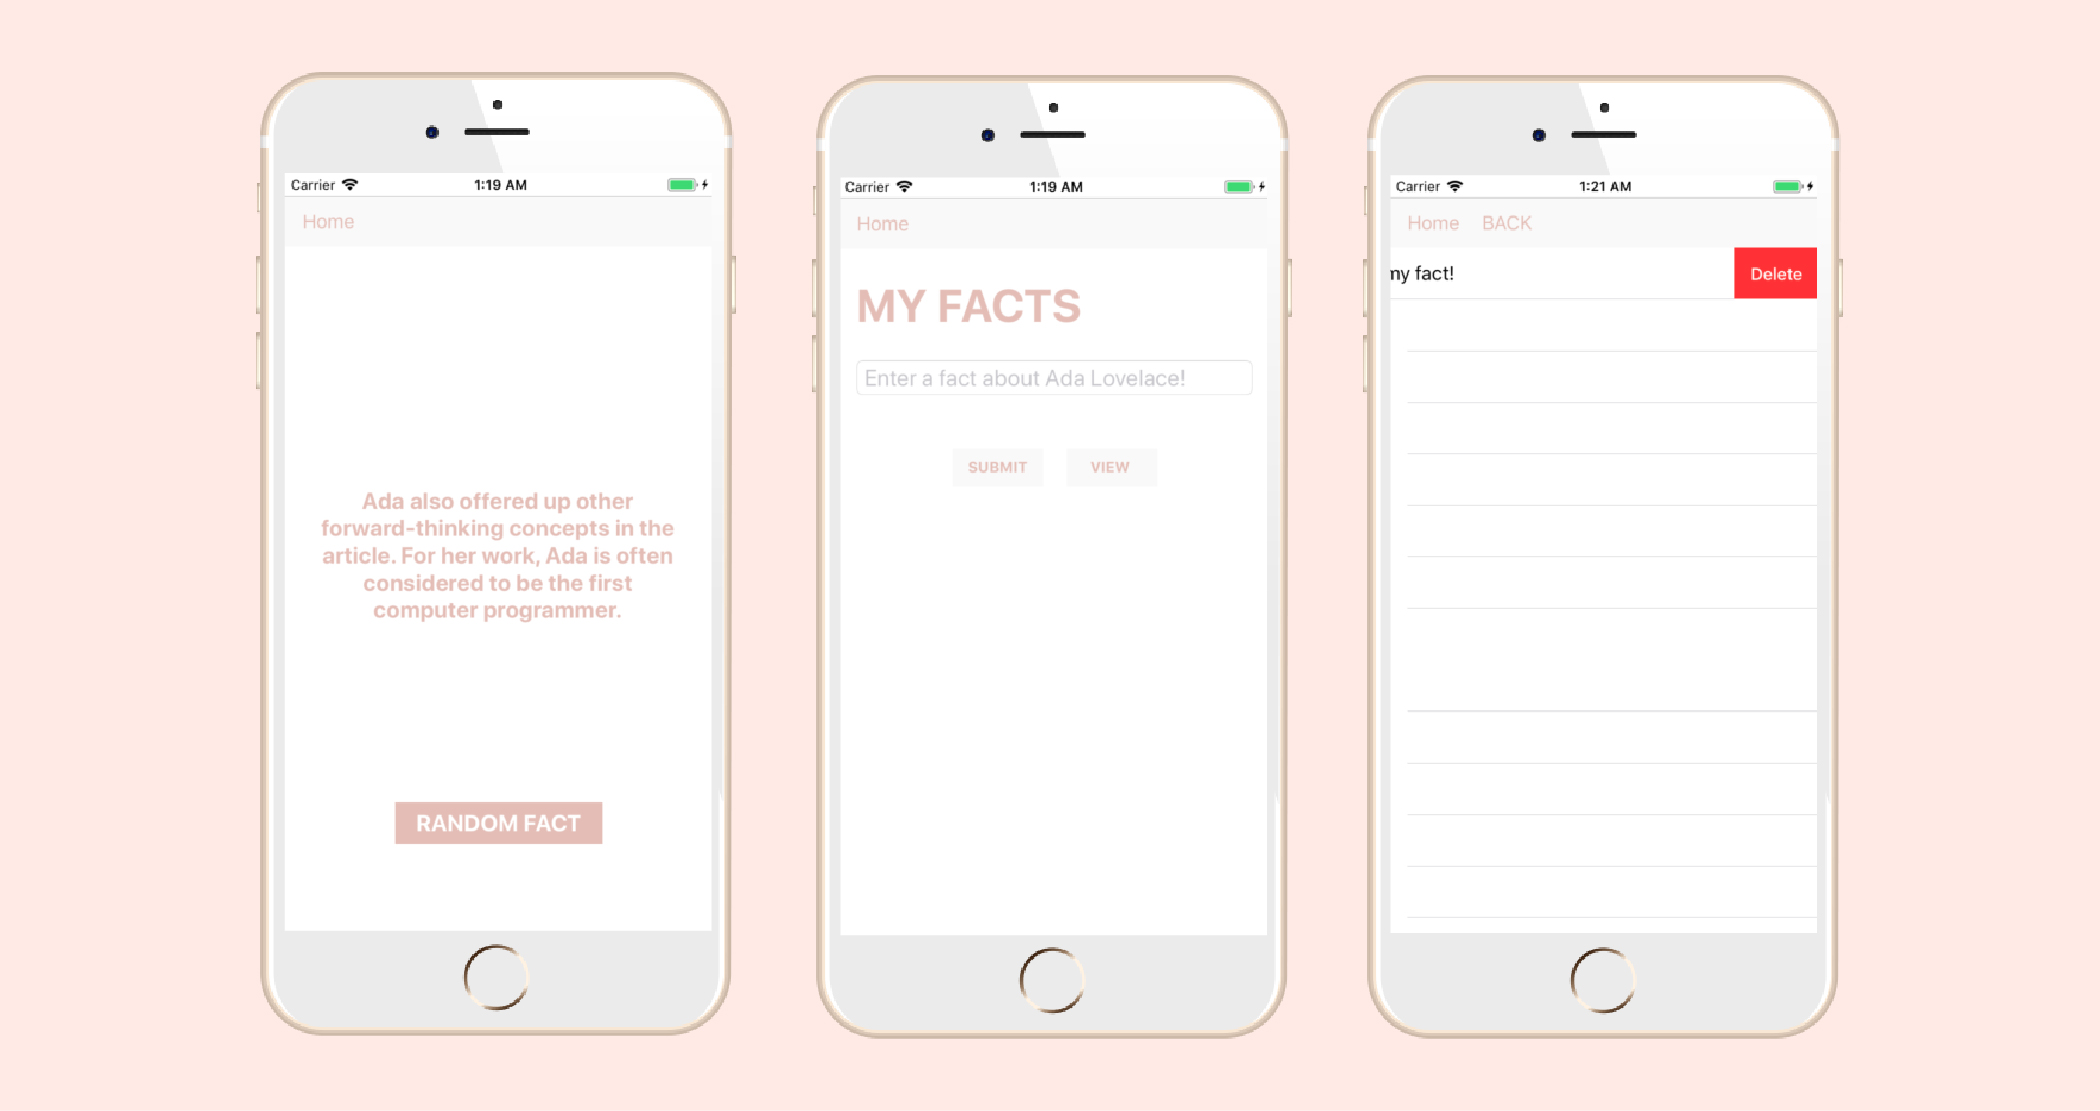 Carrier 1:19 AM
Home
Ada also offered up other
forward-thinking concepts in the
article. For her work, Ada is often
considered to be the first
computer programmer.
RANDOM FACT
Carrier 1:19 AM
Home
MY FACTS
Enter a fact about Ada Lovelace!
SUBMIT VIEW
Carrier 1:21 AM
Home BACK
my fact! Delete